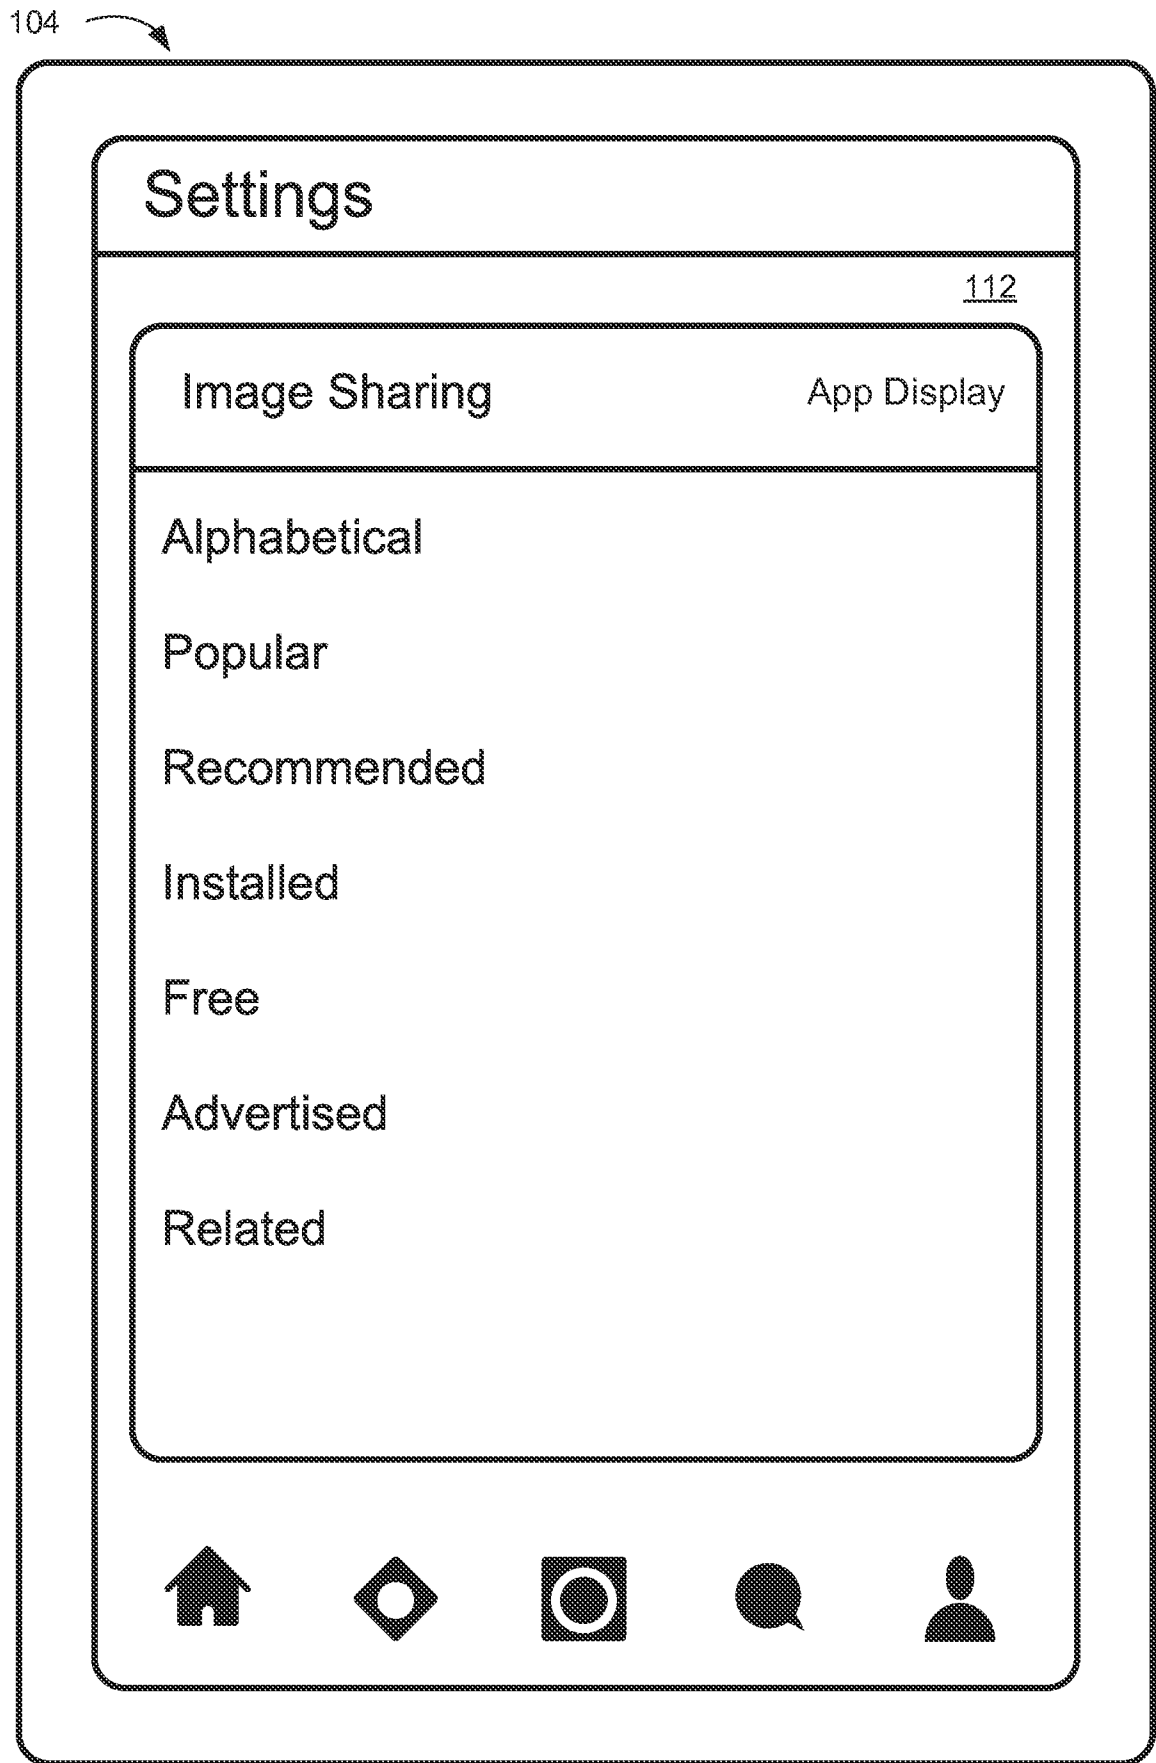 104
Settings
112
Image Sharing App Display
Alphabetical
Popular
Recommended
Installed
Free
Advertised
Related